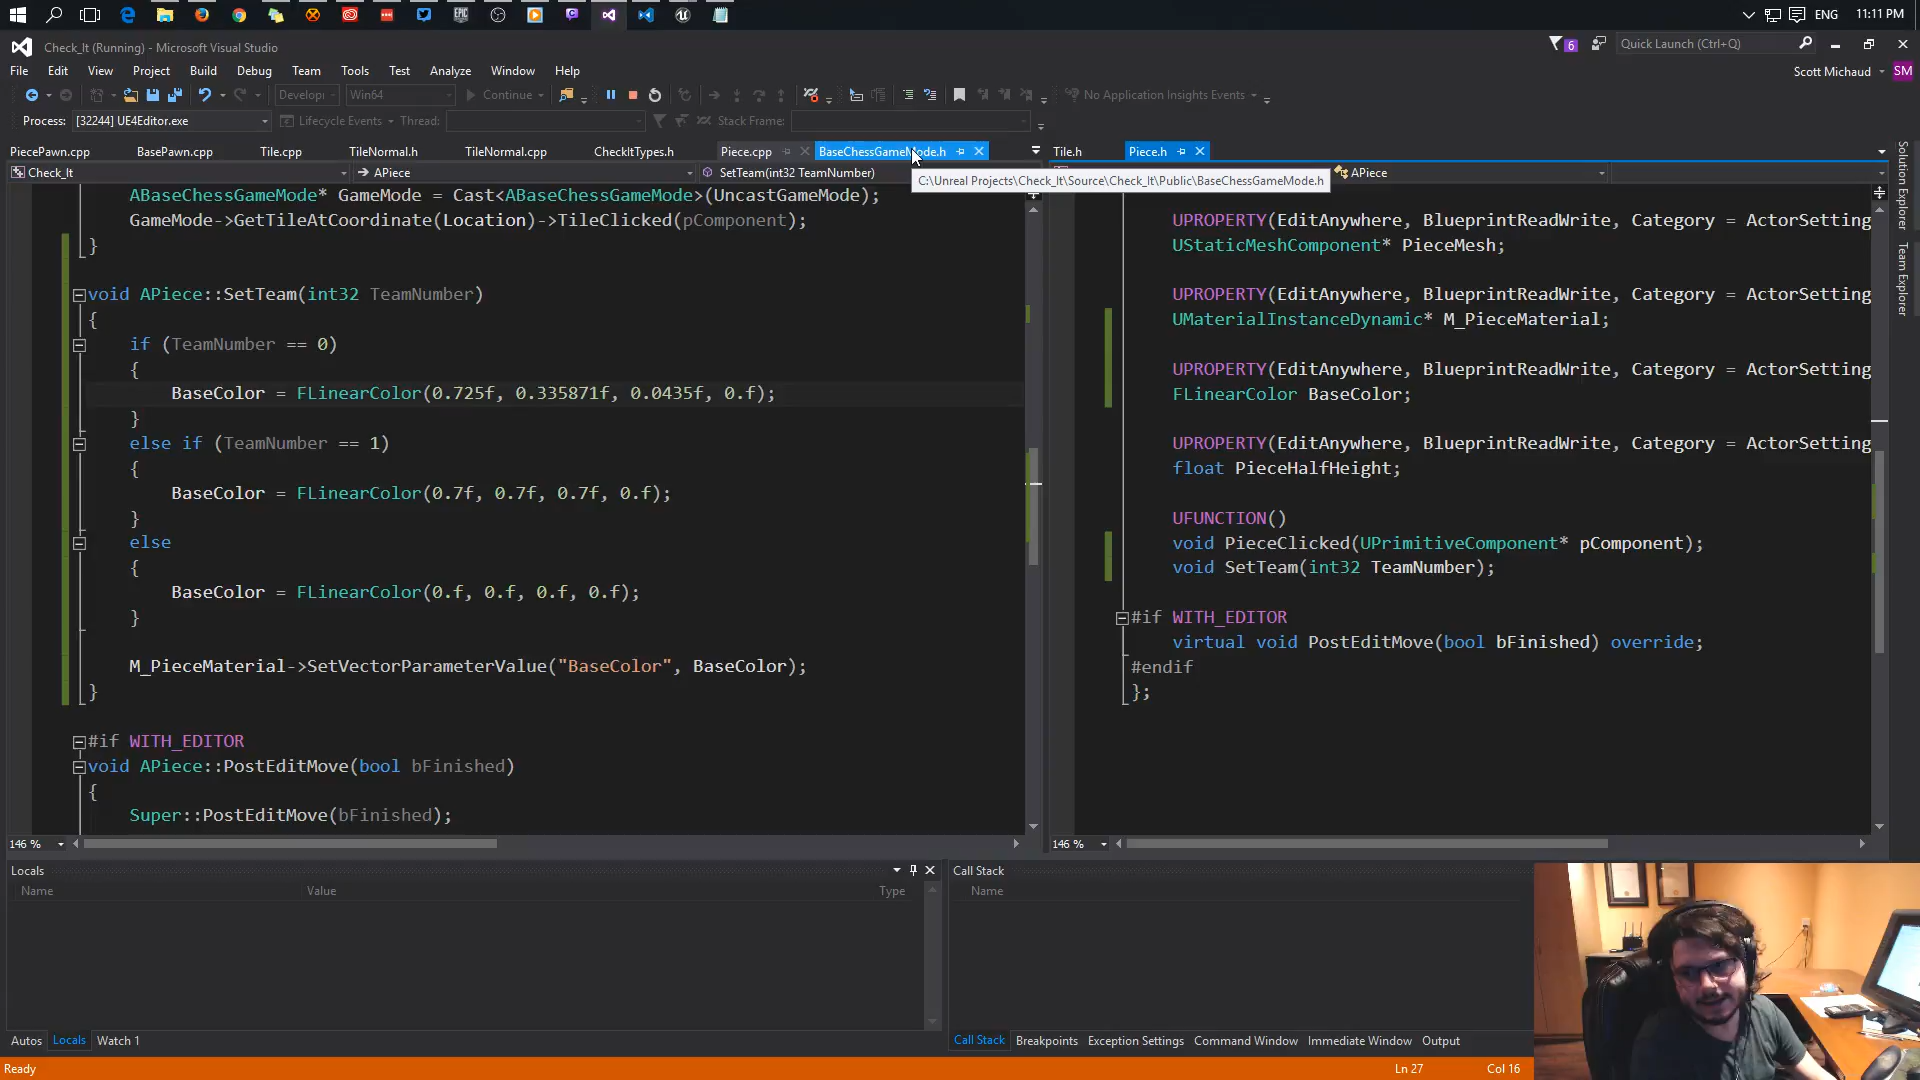 ENG
11:11 PM
Check_It (Running) - Microsoft Visual Studio
6
Quick Launch (Ctrl+Q)
File Edit View Project Build Debug Team Tools Test Analyze Window Help
Scott Michaud
SM
Develop Win64 Continue No Application Insights Events
Process: [32244] UE4Editor.exe Lifecycle Events Thread: Stack Frame:
PiecePawn.cpp BasePawn.cpp Tile.cpp TileNormal.h TileNormal.cpp CheckItTypes.h Piece.cpp BaseChessGameMode.h Tile.h Piece.h
Check_It APiece SetTeam(int32 TeamNumber) APiece
C:\Unreal Projects\Check_It\Source\Check_It\Public\BaseChessGameMode.h
ABaseChessGameMode* GameMode = Cast<ABaseChessGameMode>(UncastGameMode);
GameMode->GetTileAtCoordinate(Location)->TileClicked(pComponent);
}
void APiece::SetTeam(int32 TeamNumber)
{
if (TeamNumber == 0)
{
BaseColor = FLinearColor(0.725f, 0.335871f, 0.0435f, 0.f);
}
else if (TeamNumber == 1)
{
BaseColor = FLinearColor(0.7f, 0.7f, 0.7f, 0.f);
}
else
{
BaseColor = FLinearColor(0.f, 0.f, 0.f, 0.f);
}
M_PieceMaterial->SetVectorParameterValue("BaseColor", BaseColor);
}
#if WITH_EDITOR
void APiece::PostEditMove(bool bFinished)
{
Super::PostEditMove(bFinished);
UPROPERTY(EditAnywhere, BlueprintReadWrite, Category = ActorSetting
UStaticMeshComponent* PieceMesh;
UPROPERTY(EditAnywhere, BlueprintReadWrite, Category = ActorSetting
UMaterialInstanceDynamic* M_PieceMaterial;
UPROPERTY(EditAnywhere, BlueprintReadWrite, Category = ActorSetting
FLinearColor BaseColor;
UPROPERTY(EditAnywhere, BlueprintReadWrite, Category = ActorSetting
float PieceHalfHeight;
UFUNCTION()
void PieceClicked(UPrimitiveComponent* pComponent);
void SetTeam(int32 TeamNumber);
#if WITH_EDITOR
virtual void PostEditMove(bool bFinished) override;
#endif
};
Solution Explorer
Team Explorer
146 %
146 %
Locals
Name Value Type
Call Stack
Name
Autos Locals Watch 1
Call Stack Breakpoints Exception Settings Command Window Immediate Window Output
Ready
Ln 27 Col 16